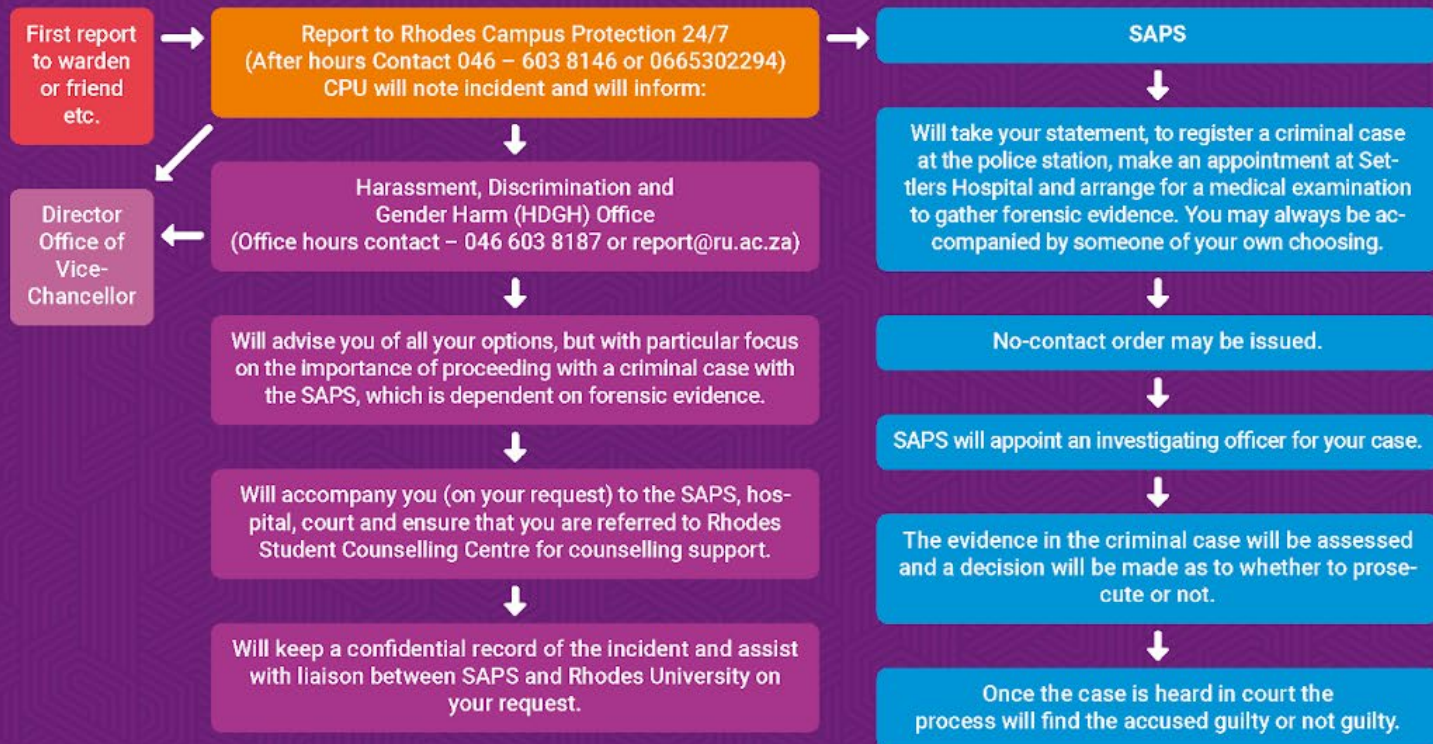 First report
to warden
or friend
etc.
Report to Rhodes Campus Protection 24/7
(After hours Contact 046 – 603 8146 or 0665302294)
CPU will note incident and will inform:
Director
Office of
Vice-
Chancellor
Harassment, Discrimination and
Gender Harm (HDGH) Office
(Office hours contact – 046 603 8187 or report@ru.ac.za)
Will advise you of all your options, but with particular focus
on the importance of proceeding with a criminal case with
the SAPS, which is dependent on forensic evidence.
Will accompany you (on your request) to the SAPS, hos-
pital, court and ensure that you are referred to Rhodes
Student Counselling Centre for counselling support.
Will keep a confidential record of the incident and assist
with liaison between SAPS and Rhodes University on
your request.
SAPS
Will take your statement, to register a criminal case
at the police station, make an appointment at Set-
tlers Hospital and arrange for a medical examination
to gather forensic evidence. You may always be ac-
companied by someone of your own choosing.
No-contact order may be issued.
SAPS will appoint an investigating officer for your case.
The evidence in the criminal case will be assessed
and a decision will be made as to whether to prose-
cute or not.
Once the case is heard in court the
process will find the accused guilty or not guilty.